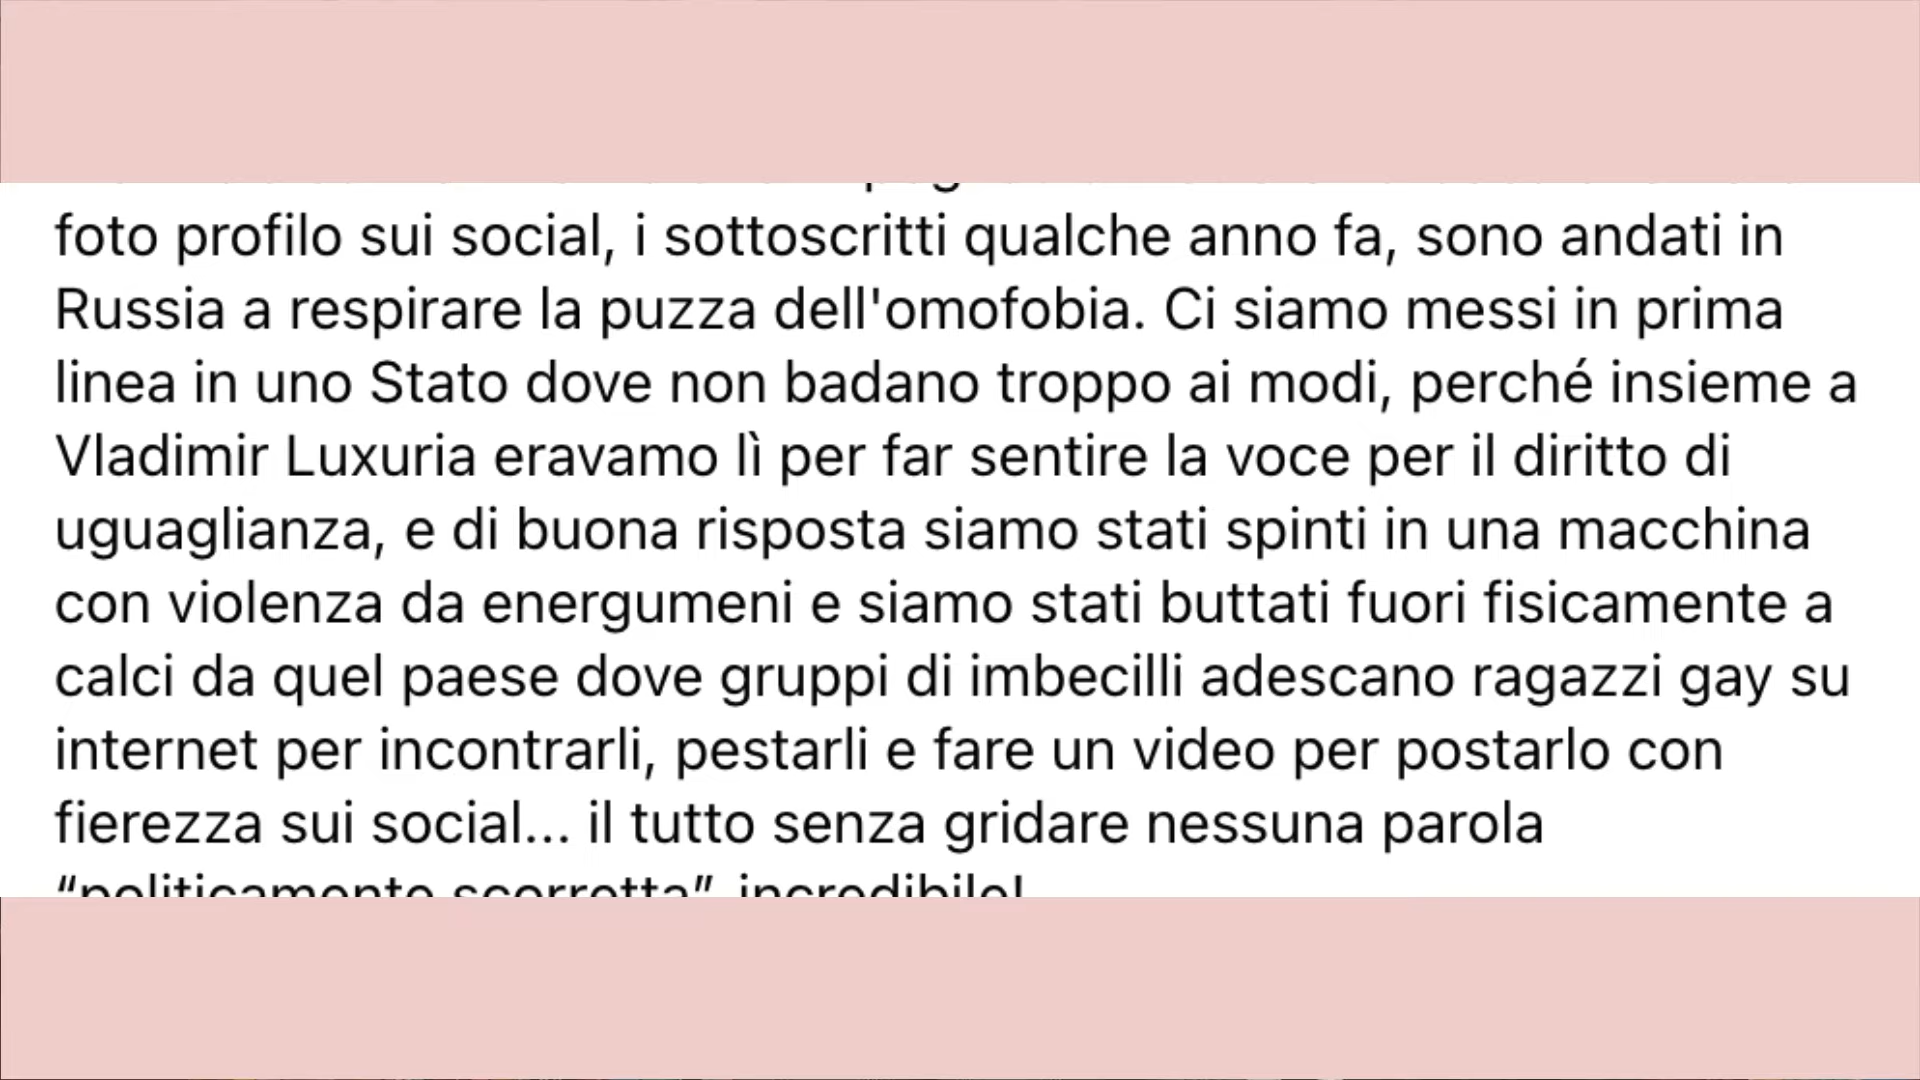 foto profilo sui social, i sottoscritti qualche anno fa, sono andati in
Russia a respirare la puzza dell'omofobia. Ci siamo messi in prima
linea in uno Stato dove non badano troppo ai modi, perché insieme a
Vladimir Luxuria eravamo lì per far sentire la voce per il diritto di
uguaglianza, e di buona risposta siamo stati spinti in una macchina
con violenza da energumeni e siamo stati buttati fuori fisicamente a
calci da quel paese dove gruppi di imbecilli adescano ragazzi gay su
internet per incontrarli, pestarli e fare un video per postarlo con
fierezza sui social... il tutto senza gridare nessuna parola
“politicamente scorretta”, incredibile!